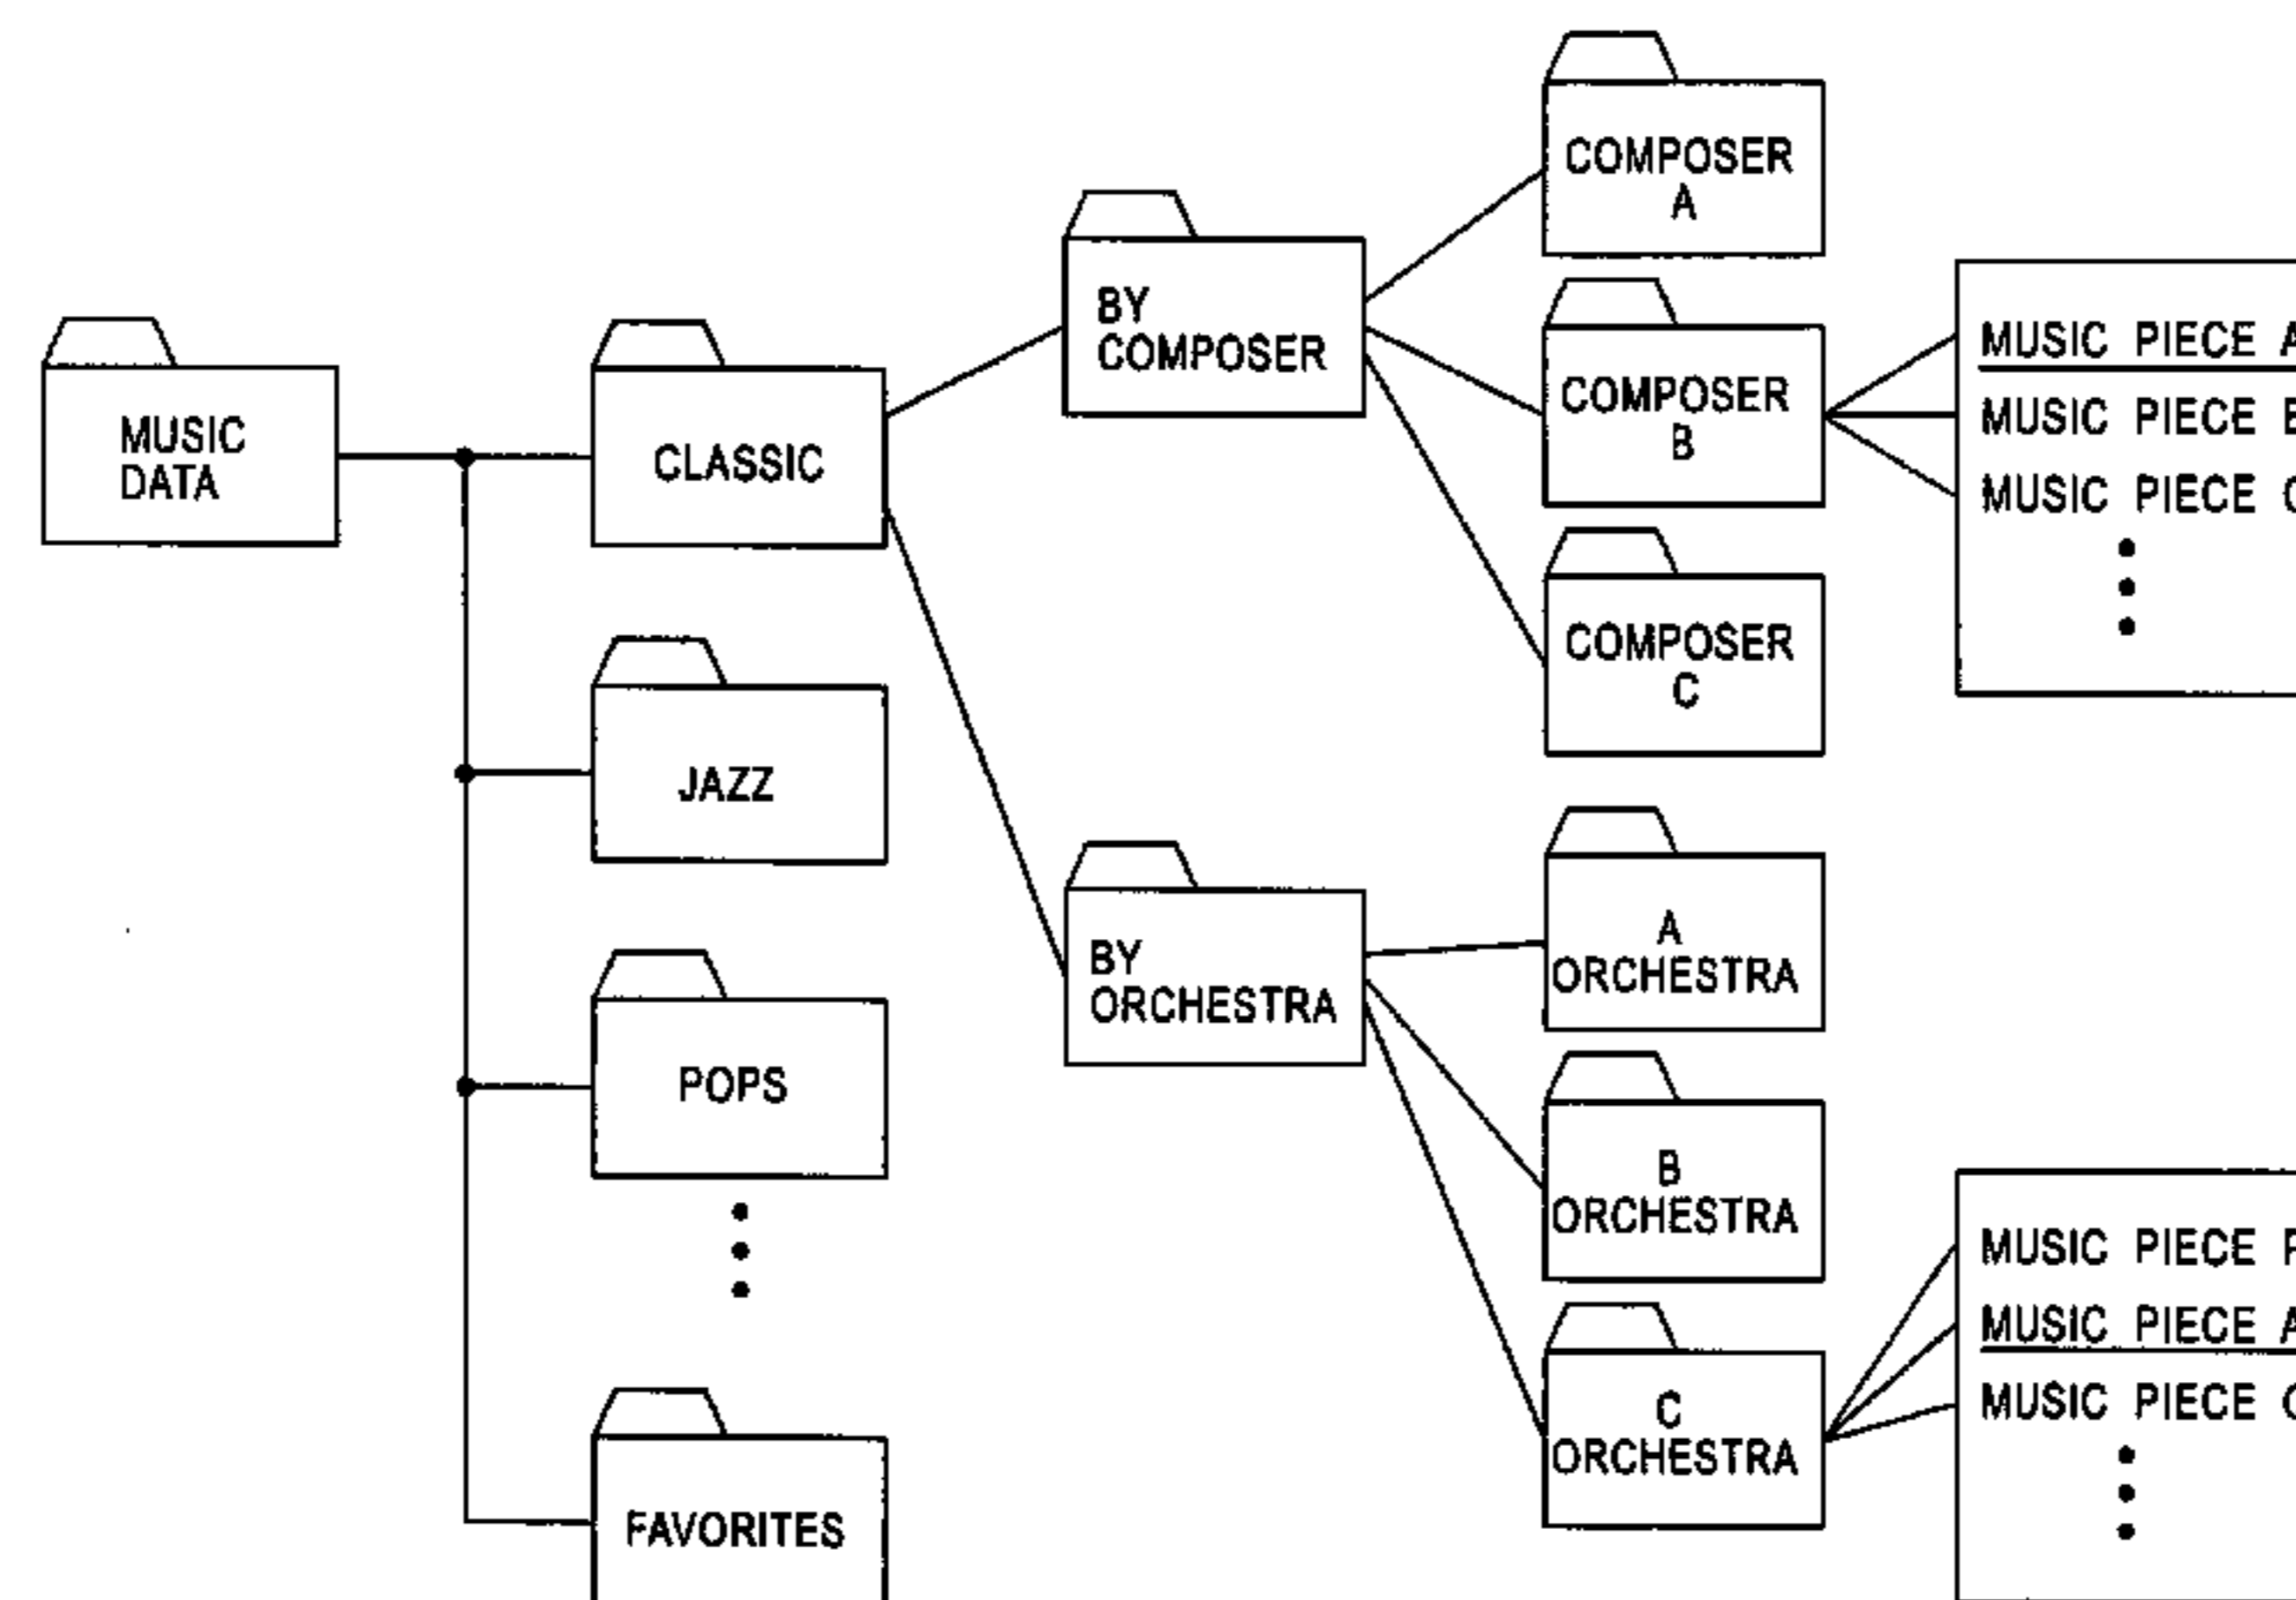 MUSIC
DATA
CLASSIC
JAZZ
POPS
FAVORITES
BY
COMPOSER
BY
ORCHESTRA
COMPOSER
A
COMPOSER
B
COMPOSER
C
A
ORCHESTRA
B
ORCHESTRA
C
ORCHESTRA
MUSIC PIECE A
MUSIC PIECE
MUSIC PIECE
MUSIC PIECE
MUSIC PIECE A
MUSIC PIECE